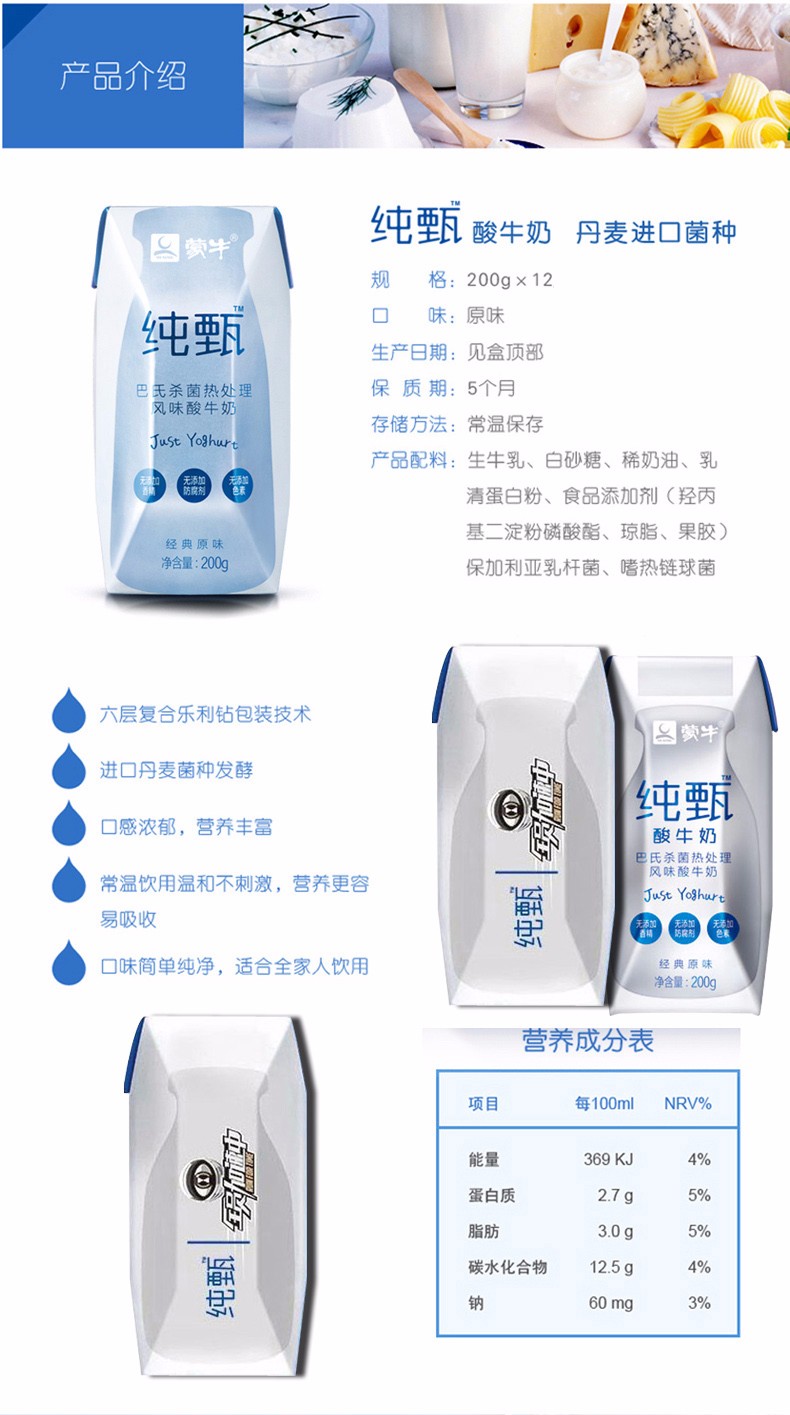 产品介绍
蒙牛®
纯甄™
巴氏杀菌热处理
风味酸牛奶
Just Yoghurt
无添加
香精
无添加
防腐剂
无添加
色素
经典原味
净含量:200g
纯甄™ 酸牛奶 丹麦进口菌种
规 格：200g×12
口 味：原味
生产日期：见盒顶部
保 质 期：5个月
存储方法：常温保存
产品配料：生牛乳、白砂糖、稀奶油、乳
清蛋白粉、食品添加剂（羟丙
基二淀粉磷酸酯、琼脂、果胶）
保加利亚乳杆菌、嗜热链球菌
六层复合乐利钻包装技术
进口丹麦菌种发酵
口感浓郁，营养丰富
常温饮用温和不刺激，营养更容
易吸收
口味简单纯净，适合全家人饮用
纯甄™
蒙牛
纯甄™
酸牛奶
巴氏杀菌热处理
风味酸牛奶
Just Yoghurt
无添加
香精
无添加
防腐剂
无添加
色素
经典原味
净含量:200g
纯甄™
营养成分表
项目 每100ml NRV%
能量 369 KJ 4%
蛋白质 2.7 g 5%
脂肪 3.0 g 5%
碳水化合物 12.5 g 4%
钠 60 mg 3%